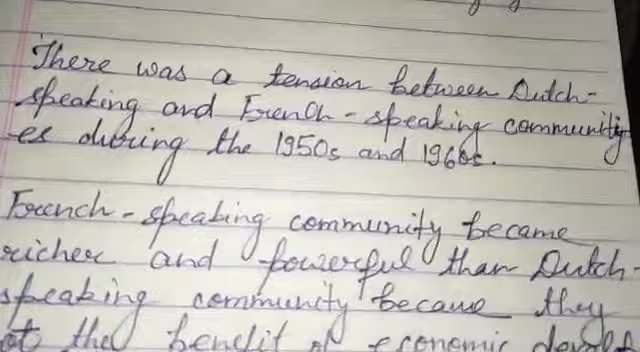 There was a tension between Dutch-
speaking and French-speaking community
es during the 1950s and 1960s.
French-speaking community became
richer and powerful than Dutch-
speaking community because they
the benefit of economic